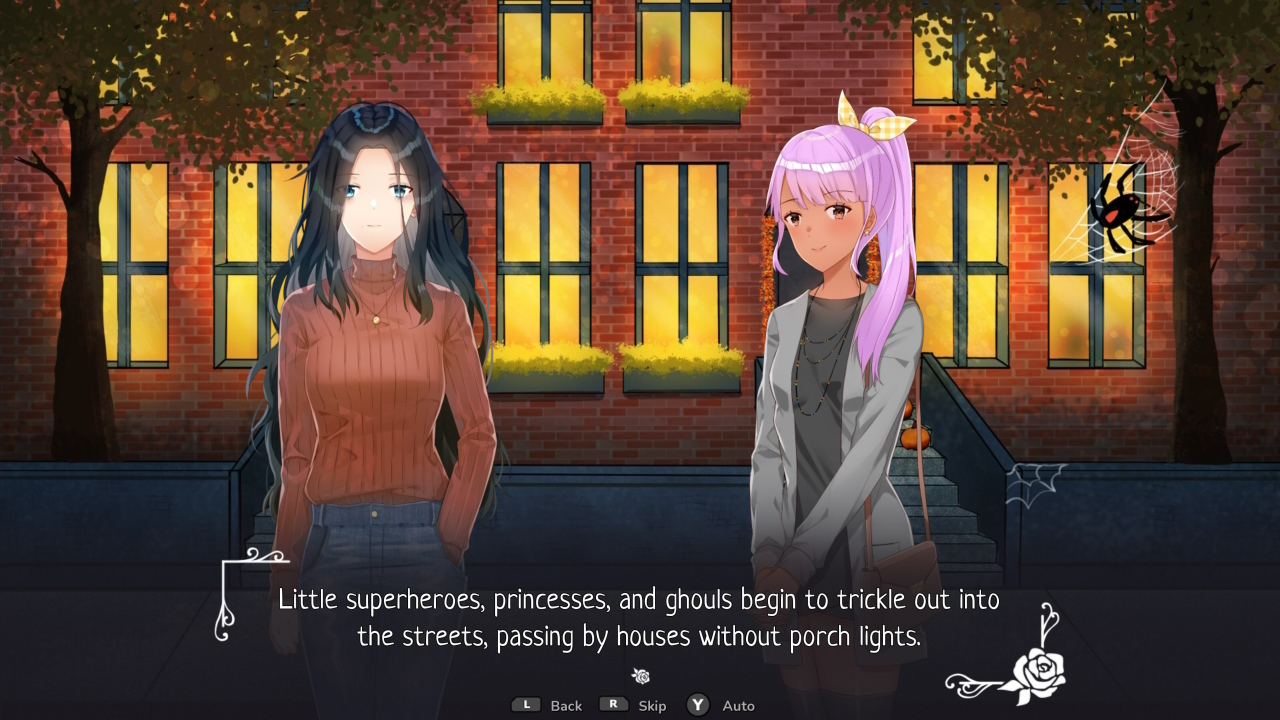 Little superheroes, princesses, and ghouls begin to trickle out into
the streets, passing by houses without porch lights.
L Back R Skip Y Auto